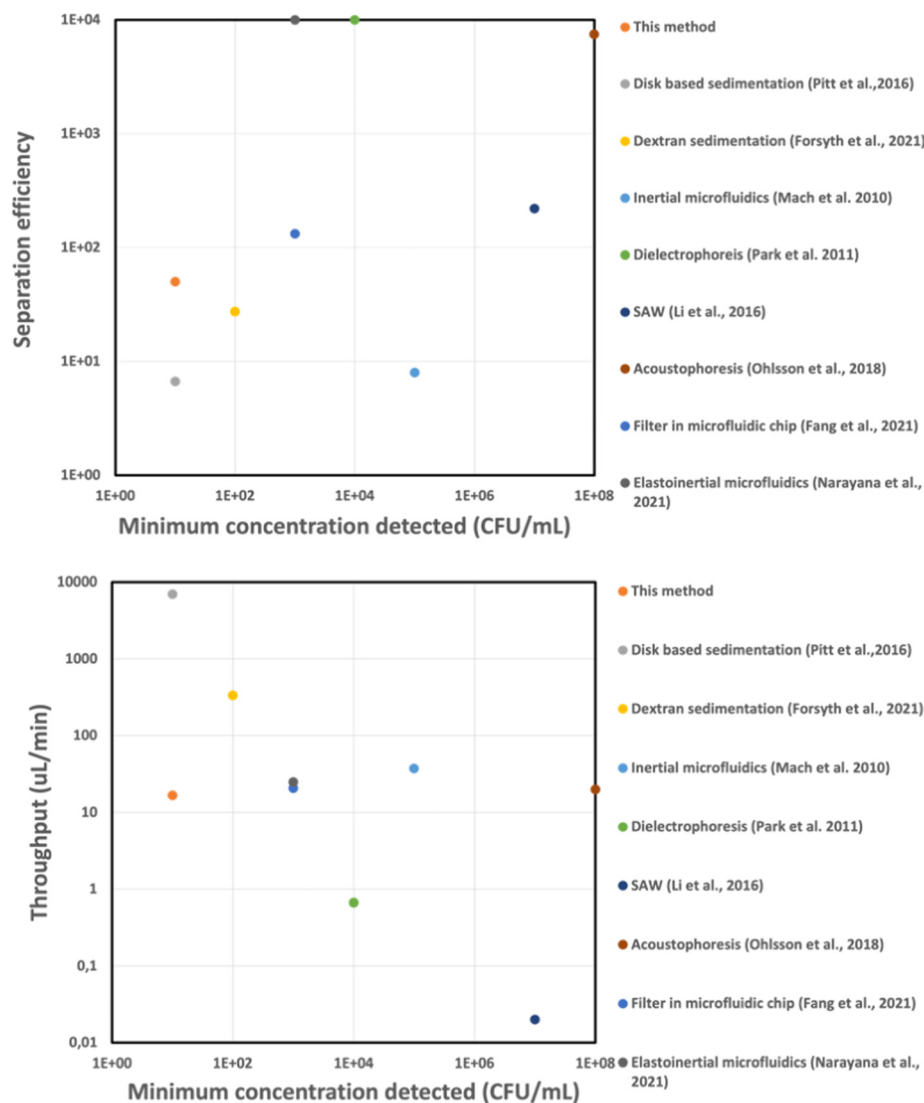 1E+04
1E+03
1E+02
1E+01
1E+00
Separation efficiency
1E+00 1E+02 1E+04 1E+06 1E+08
Minimum concentration detected (CFU/mL)
This method
Disk based sedimentation (Pitt et al.,2016)
Dextran sedimentation (Forsyth et al., 2021)
Inertial microfluidics (Mach et al. 2010)
Dielectrophoreis (Park et al. 2011)
SAW (Li et al., 2016)
Acoustophoresis (Ohlsson et al., 2018)
Filter in microfluidic chip (Fang et al., 2021)
Elastoinertial microfluidics (Narayana et al.,
2021)
10000
1000
100
10
1
0,1
0,01
Throughput (uL/min)
1E+00 1E+02 1E+04 1E+06 1E+08
Minimum concentration detected (CFU/mL)
This method
Disk based sedimentation (Pitt et al.,2016)
Dextran sedimentation (Forsyth et al., 2021)
Inertial microfluidics (Mach et al. 2010)
Dielectrophoresis (Park et al. 2011)
SAW (Li et al., 2016)
Acoustophoresis (Ohlsson et al., 2018)
Filter in microfluidic chip (Fang et al., 2021)
Elastoinertial microfluidics (Narayana et al.,
2021)